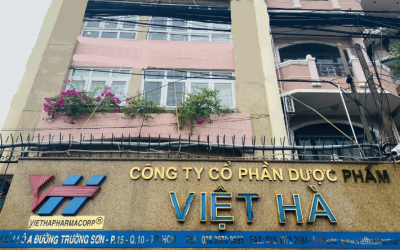 CÔNG TY CỔ PHẦN DƯỢC PHẨM
VIỆT HÀ
VIETHAPHARMACORP®
A ĐƯỜNG TRƯỜNG SƠN - P.15 - Q.10 -